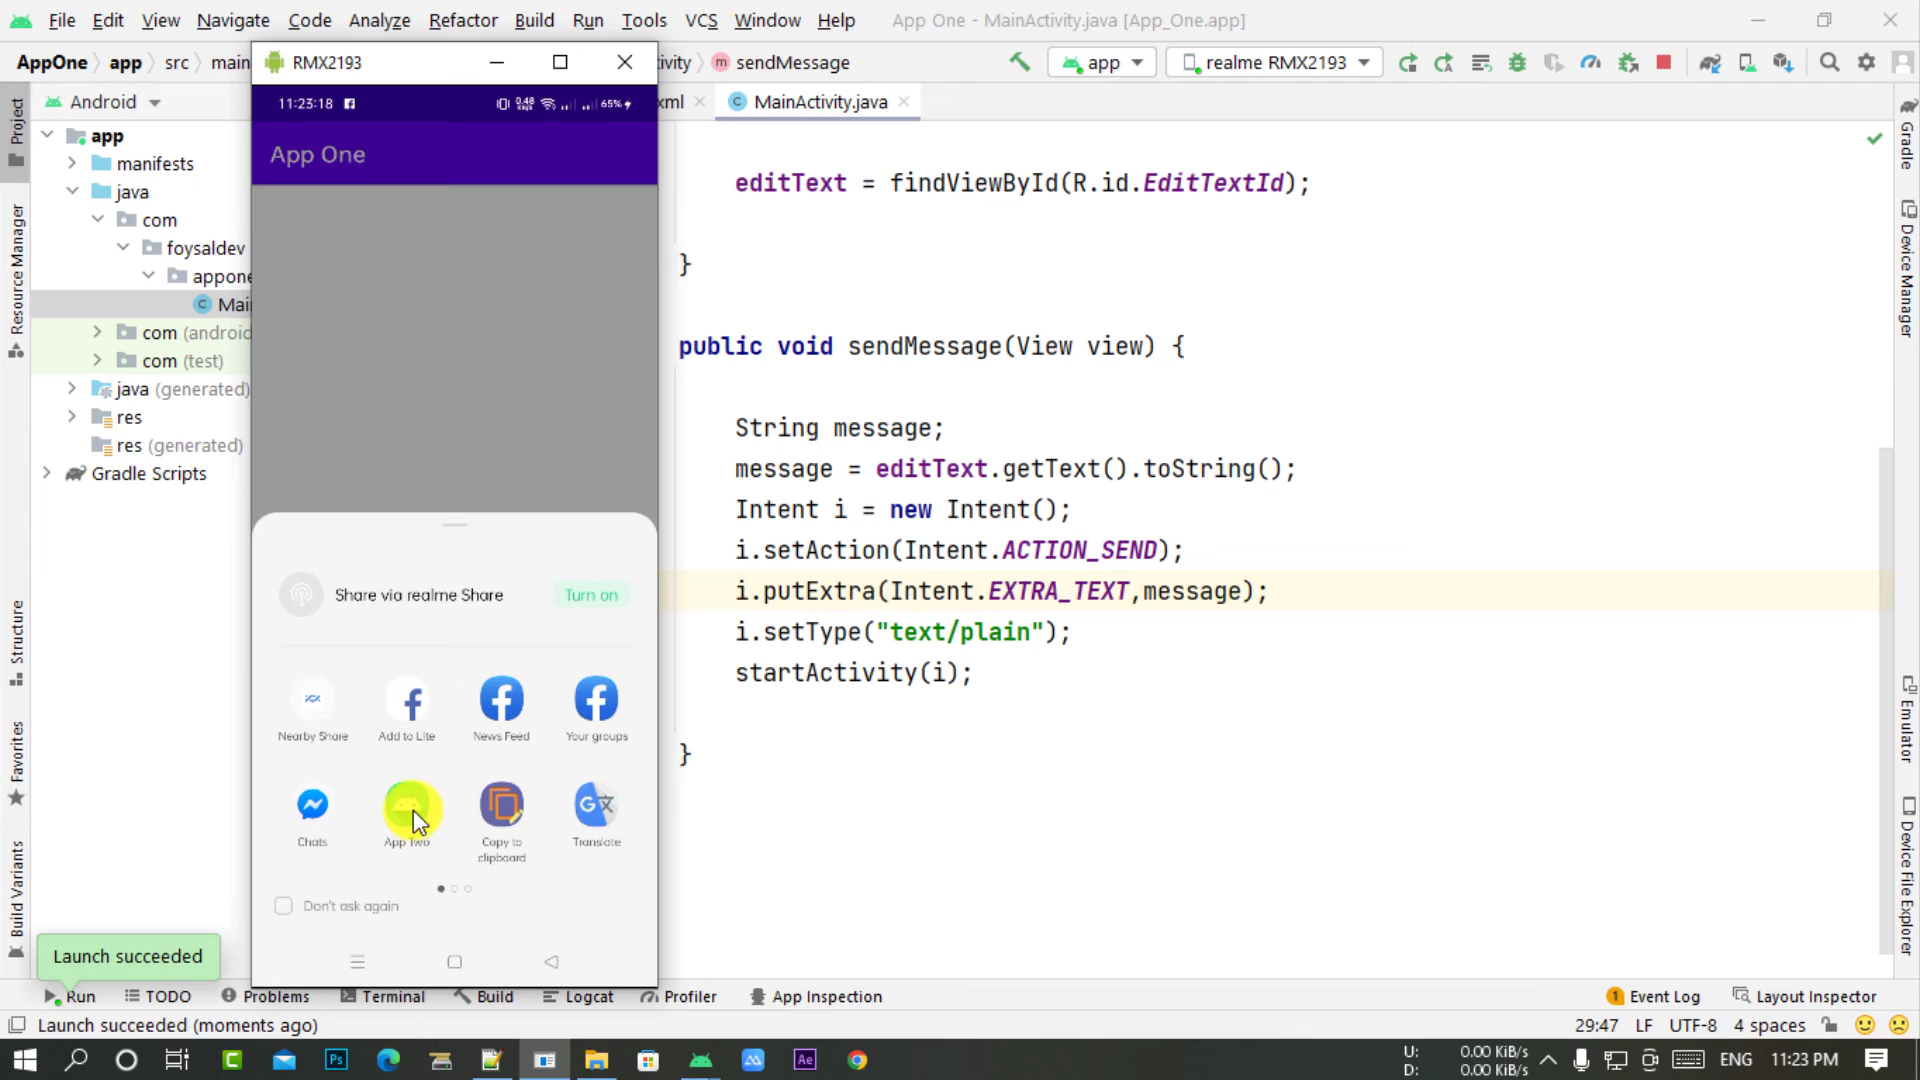 File Edit View Navigate Code Analyze Refactor Build Run Tools VCS Window Help App One - MainActivity.java [App_One.app]
AppOne app src main
RMX2193
ivity m sendMessage app realme RMX2193
Android
xml MainActivity.java
11:23:18 0.48 65%
App One
app
manifests
java
com
foysaldev
appone
Mai
com (android
com (test)
java (generated)
res
res (generated)
Gradle Scripts
editText = findViewById(R.id.EditTextId);
}
public void sendMessage(View view) {
String message;
message = editText.getText().toString();
Intent i = new Intent();
i.setAction(Intent.ACTION_SEND);
i.putExtra(Intent.EXTRA_TEXT,message);
i.setType("text/plain");
startActivity(i);
}
Share via realme Share Turn on
Nearby Share Add to Lite News Feed Your groups
Chats App Two Copy to clipboard Translate
Don't ask again
Project
Resource Manager
Structure
Favorites
Build Variants
Gradle
Device Manager
Emulator
Device File Explorer
Launch succeeded
Run TODO Problems Terminal Build Logcat Profiler App Inspection 1 Event Log Layout Inspector
Launch succeeded (moments ago) 29:47 LF UTF-8 4 spaces
U: 0.00 KiB/s
D: 0.00 KiB/s
ENG 11:23 PM